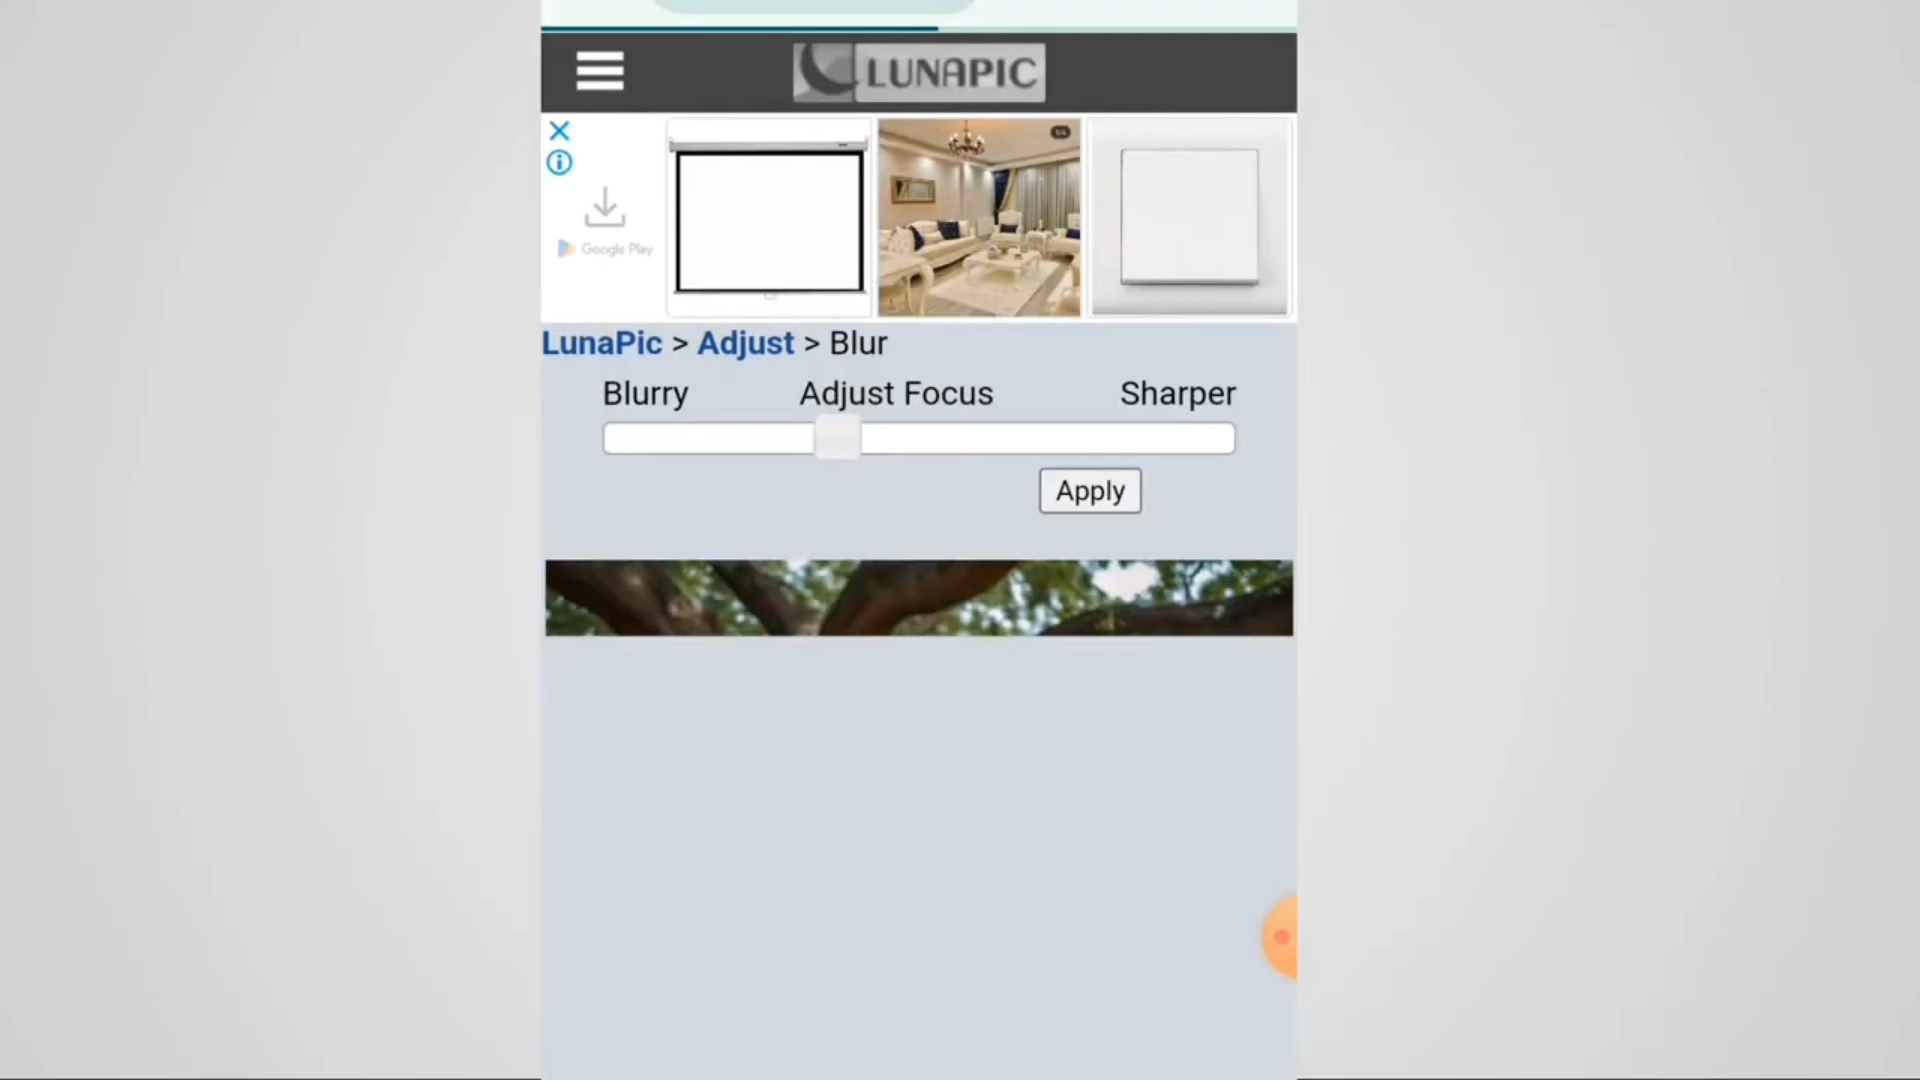 LUNAPIC
Google Play
LunaPic > Adjust > Blur
Blurry Adjust Focus Sharper
Apply